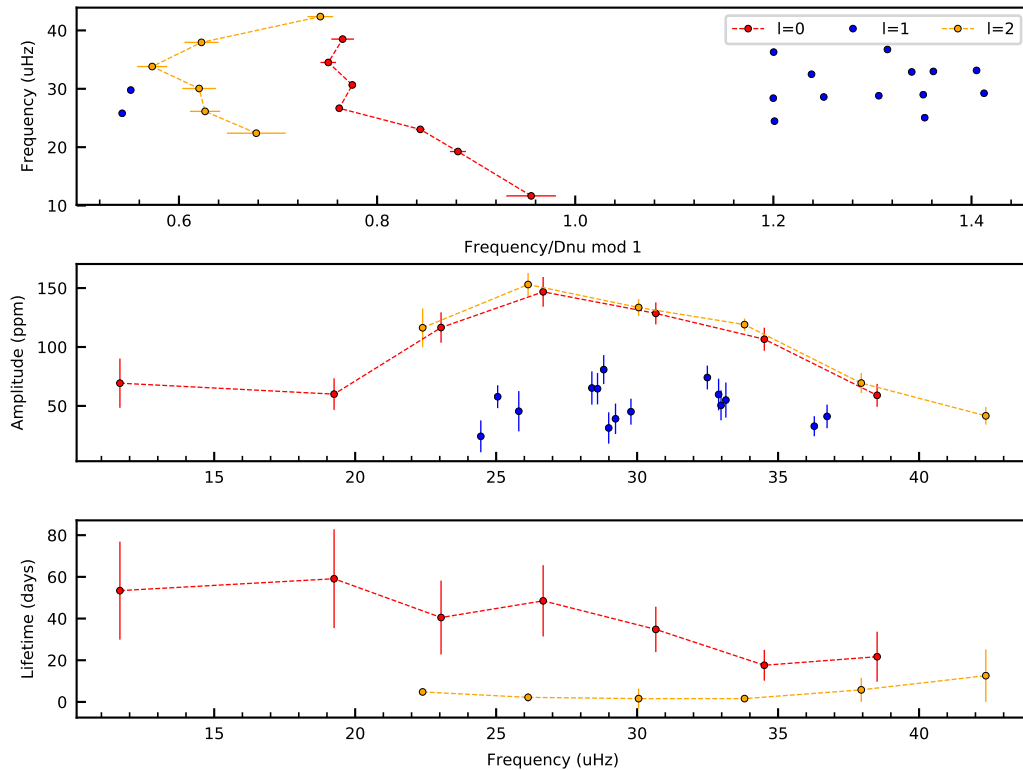 40
30
20
10
Frequency (uHz)
l=0 l=1 l=2
0.6 0.8 1.0 1.2 1.4
Frequency/Dnu mod 1
150
100
50
Amplitude (ppm)
15 20 25 30 35 40
80
60
40
20
0
Lifetime (days)
15 20 25 30 35 40
Frequency (uHz)